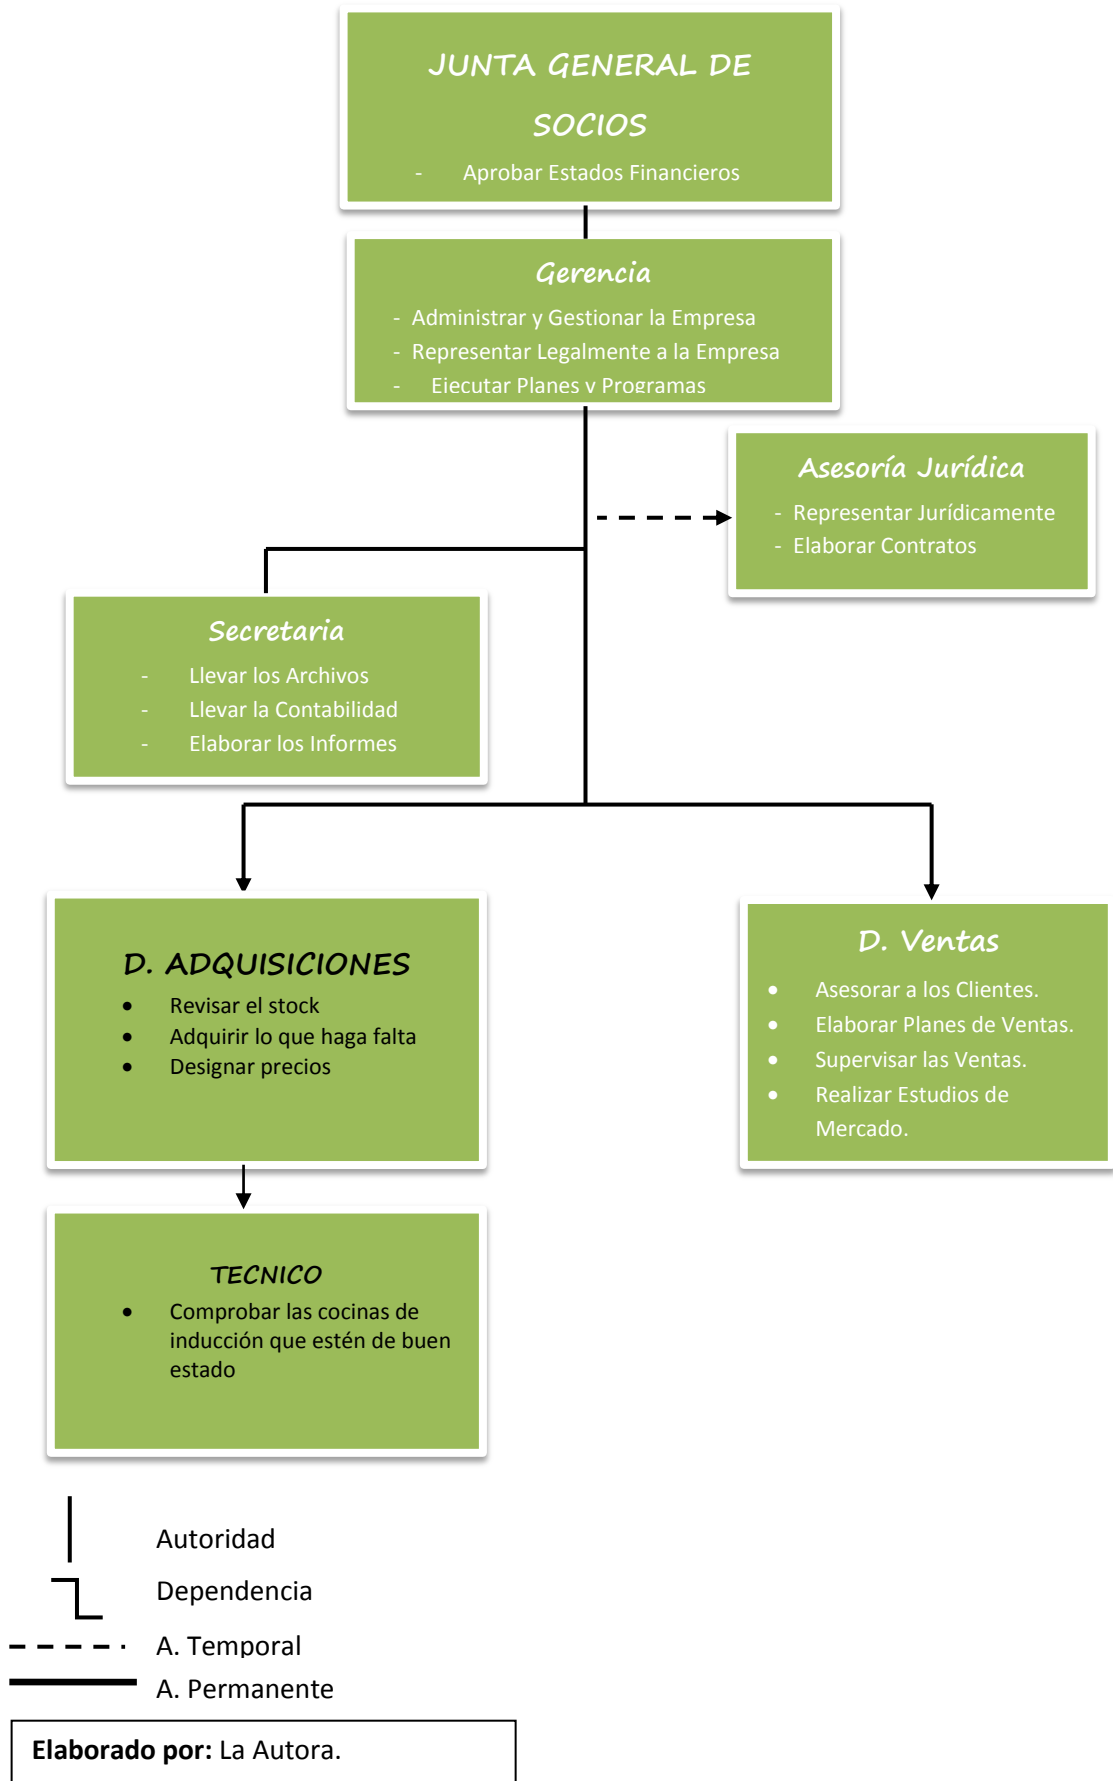 JUNTA GENERAL DE
SOCIOS
- Aprobar Estados Financieros
Gerencia
- Administrar y Gestionar la Empresa
- Representar Legalmente a la Empresa
- Ejecutar Planes y Programas
Asesoría Jurídica
- Representar Jurídicamente
- Elaborar Contratos
Secretaria
- Llevar los Archivos
- Llevar la Contabilidad
- Elaborar los Informes
D. ADQUISICIONES
• Revisar el stock
• Adquirir lo que haga falta
• Designar precios
D. Ventas
• Asesorar a los Clientes.
• Elaborar Planes de Ventas.
• Supervisar las Ventas.
• Realizar Estudios de
Mercado.
TECNICO
• Comprobar las cocinas de
inducción que estén de buen
estado
Autoridad
Dependencia
A. Temporal
A. Permanente
Elaborado por: La Autora.